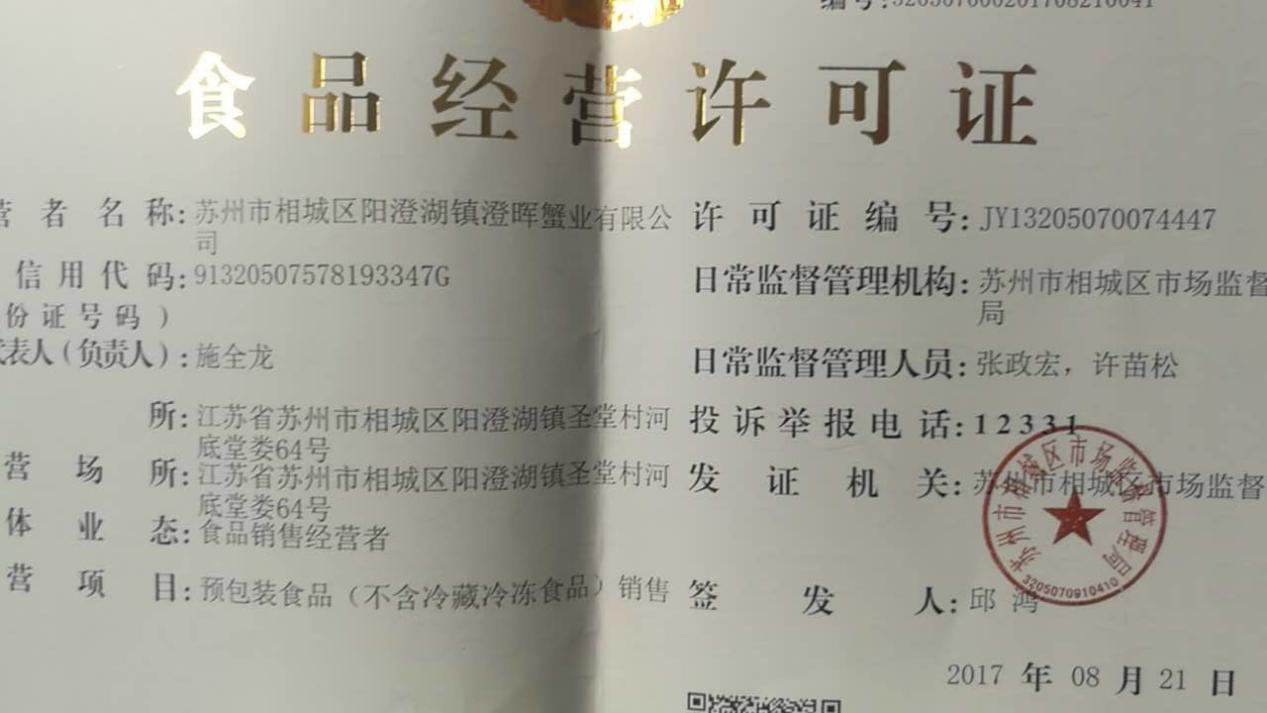 编号:320507000201708210041
食品经营许可证
营者名称:苏州市相城区阳澄湖镇澄晖蟹业有限公
司
信用代码:91320507578193347G
份证号码)
代表人(负责人):施全龙
所:江苏省苏州市相城区阳澄湖镇圣堂村河
底堂娄64号
营场所:江苏省苏州市相城区阳澄湖镇圣堂村河
底堂娄64号
体业态:食品销售经营者
营项目:预包装食品(不含冷藏冷冻食品)销售
许可证编号:JY13205070074447
日常监督管理机构:苏州市相城区市场监督
局
日常监督管理人员:张政宏,许苗松
投诉举报电话:12331
发证机关:苏州市相城区市场监督
苏州市相城区市场监督管理局
3205070910410
签发人:邱鸿
2017年08月21日